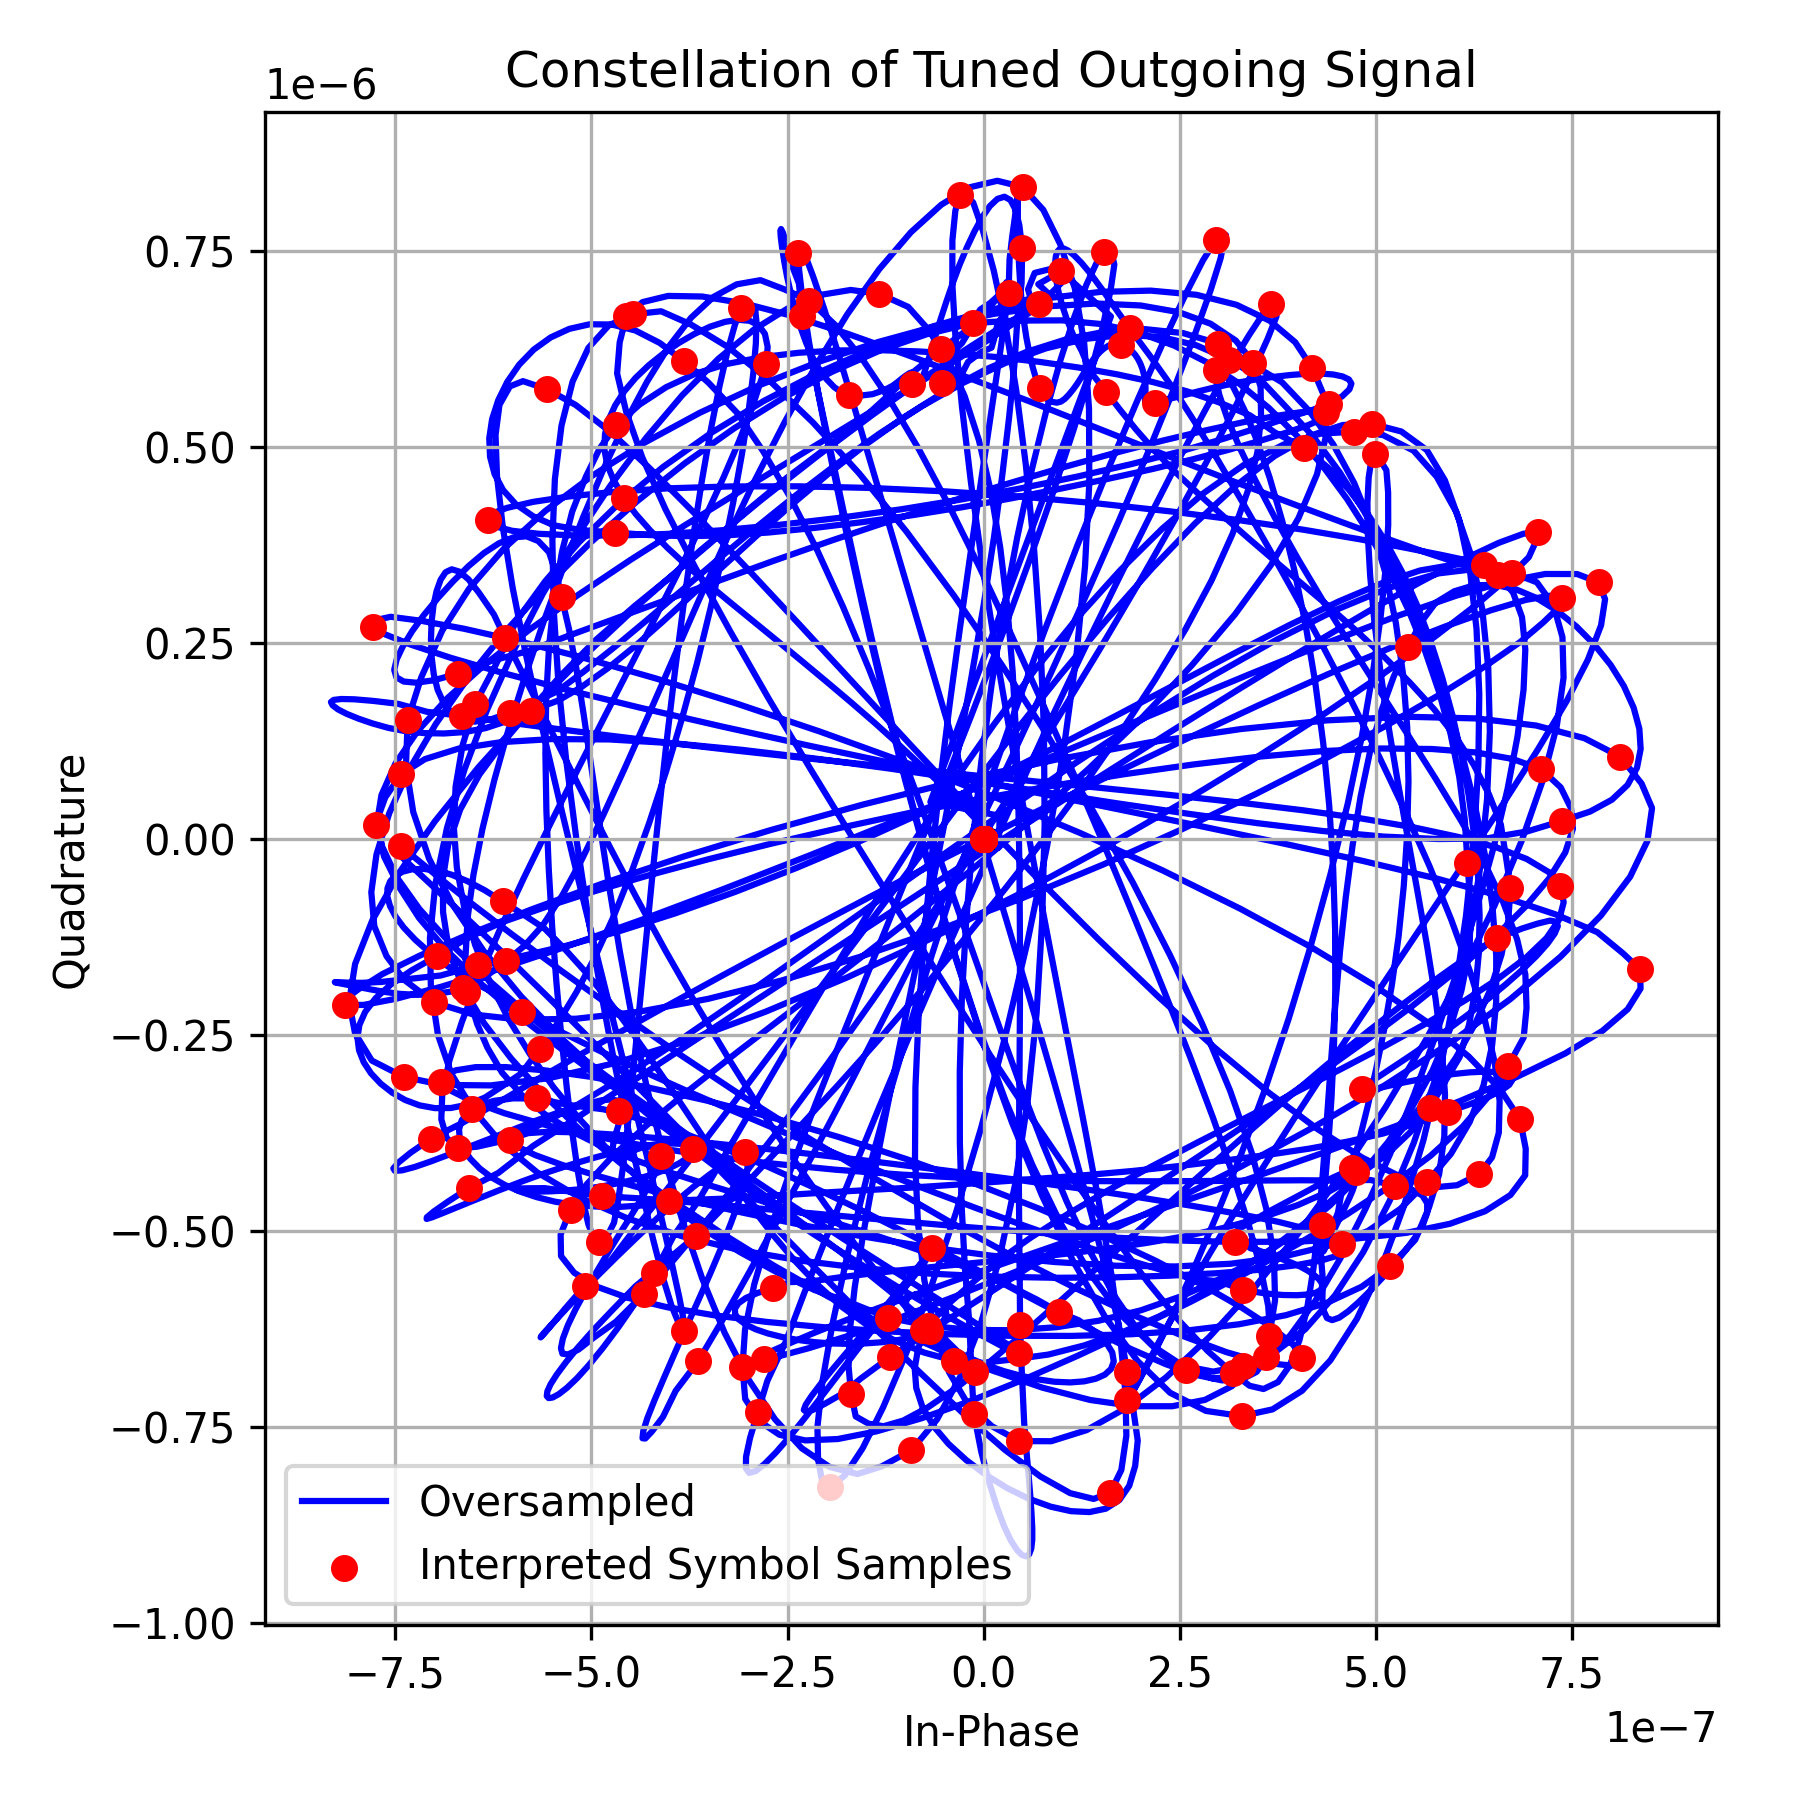 Constellation of Tuned Outgoing Signal
1e−6
0.75
0.50
0.25
0.00
−0.25
−0.50
−0.75
−1.00
Quadrature
Oversampled
Interpreted Symbol Samples
−7.5 −5.0 −2.5 0.0 2.5 5.0 7.5
In-Phase
1e−7